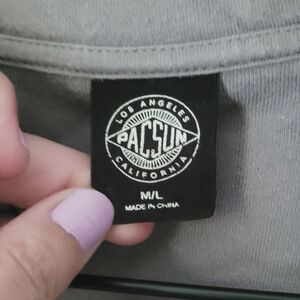 LOS ANGELES
PACSUN
CALIFORNIA
M/L
MADE IN CHINA